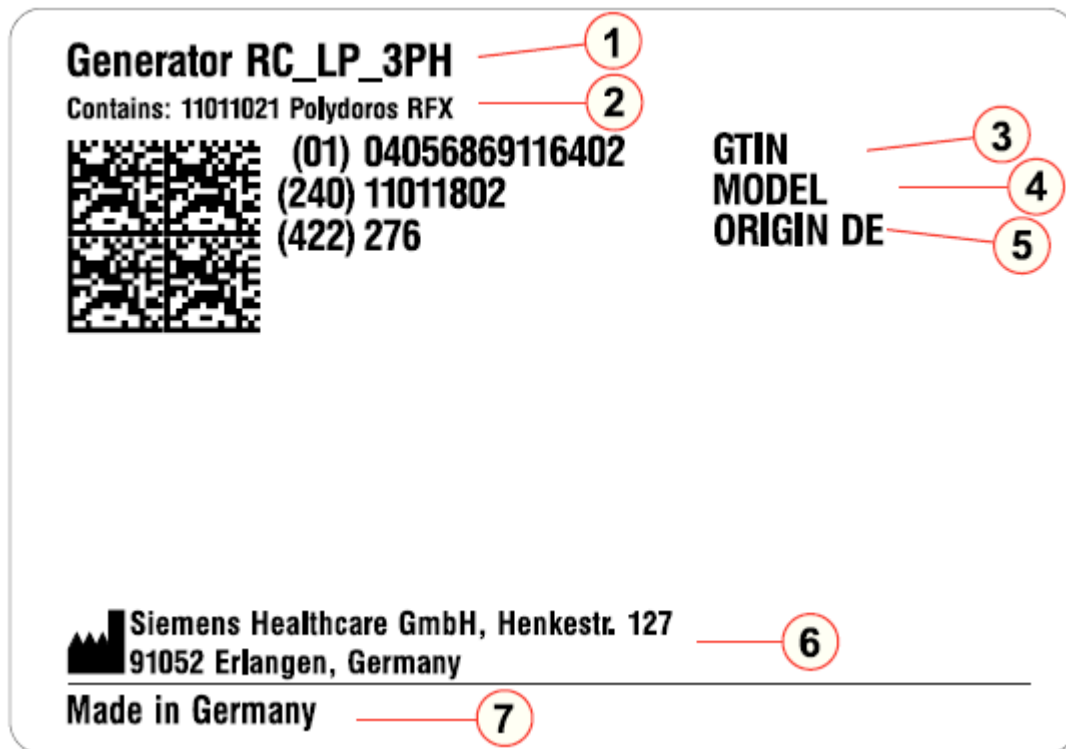 Generator RC_LP_3PH 1
Contains: 11011021 Polydoros RFX 2
(01) 04056869116402 GTIN 3
(240) 11011802 MODEL 4
(422) 276 ORIGIN DE 5
Siemens Healthcare GmbH, Henkestr. 127
91052 Erlangen, Germany 6
Made in Germany 7